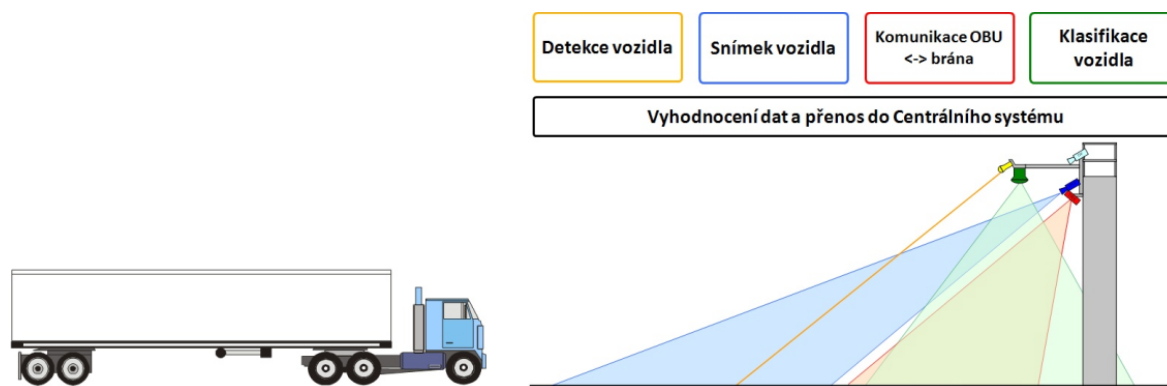 Detekce vozidla
Snímek vozidla
Komunikace OBU
<-> brána
Klasifikace
vozidla
Vyhodnocení dat a přenos do Centrálního systému